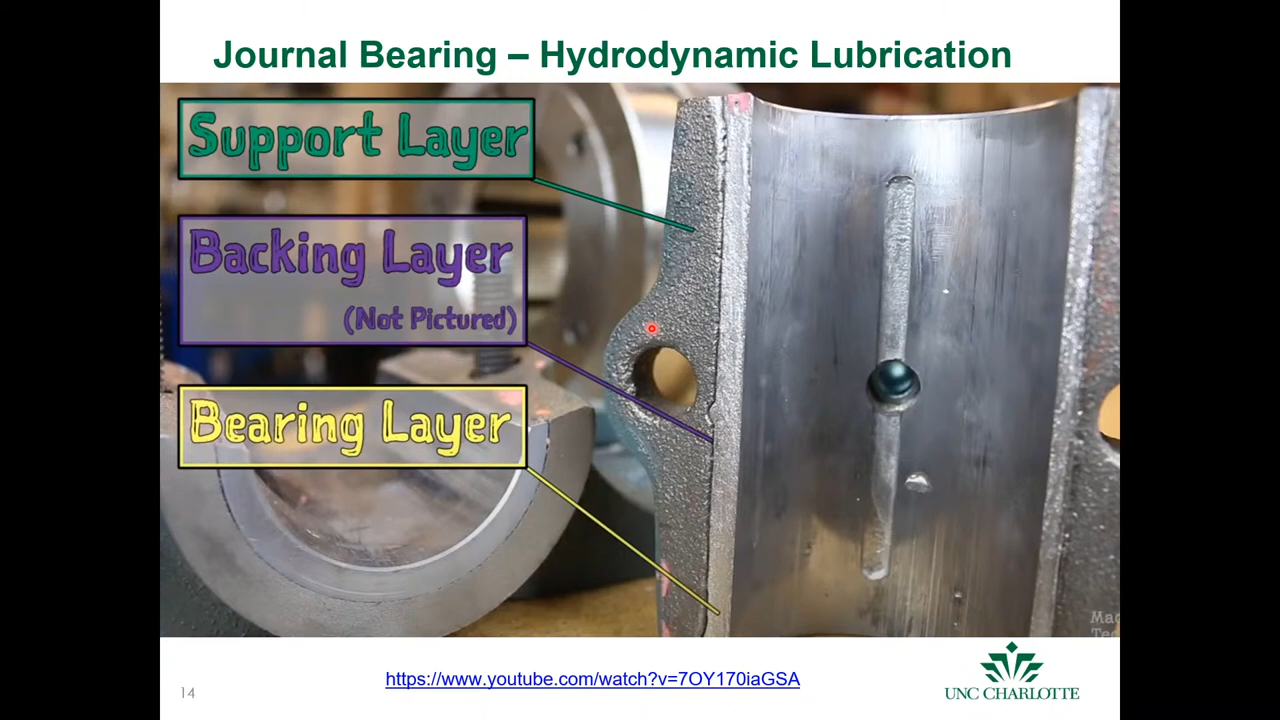 Journal Bearing – Hydrodynamic Lubrication
Support Layer
Backing Layer
(Not Pictured)
Bearing Layer
https://www.youtube.com/watch?v=7OY170iaGSA
14
UNC CHARLOTTE